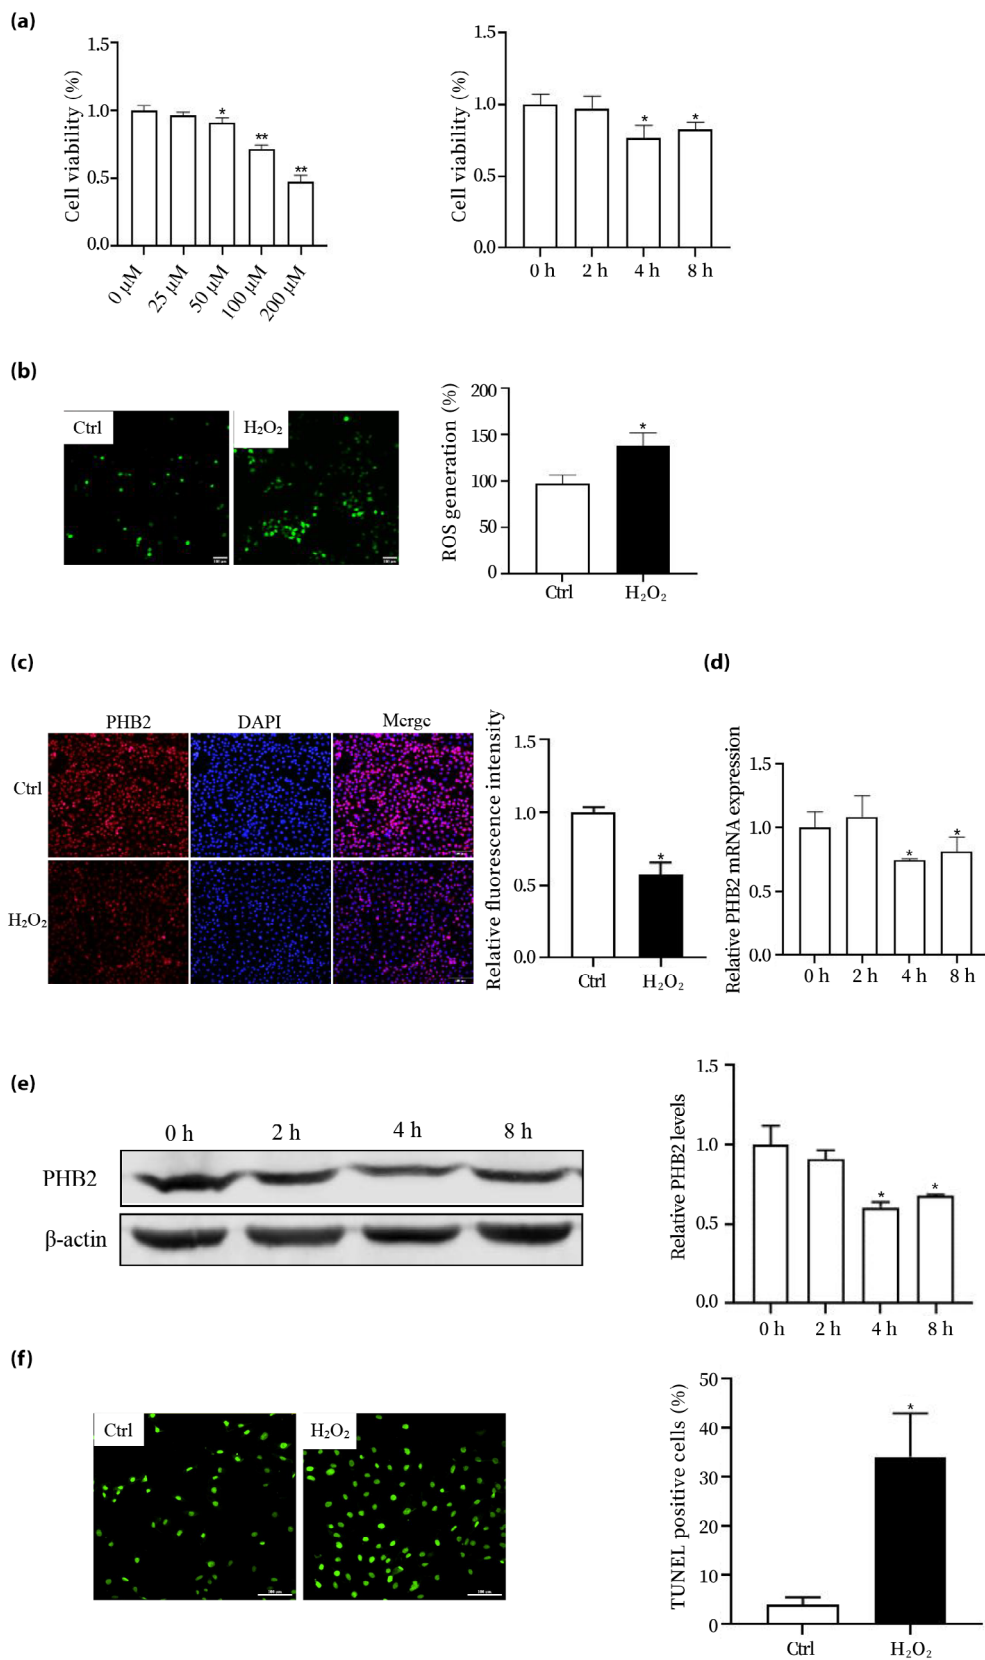 (a)
Cell viability (%)
1.5
1.0
0.5
0.0
0 μM
25 μM
50 μM
100 μM
200 μM
*
**
**
Cell viability (%)
1.5
1.0
0.5
0.0
0 h
2 h
4 h
8 h
*
*
(b)
Ctrl
H₂O₂
ROS generation (%)
200
150
100
50
0
*
Ctrl
H₂O₂
(c)
PHB2
DAPI
Merge
Ctrl
H₂O₂
Relative fluorescence intensity
1.5
1.0
0.5
0.0
*
Ctrl
H₂O₂
(d)
Relative PHB2 mRNA expression
1.5
1.0
0.5
0.0
*
*
0 h
2 h
4 h
8 h
(e)
0 h
2 h
4 h
8 h
PHB2
β-actin
Relative PHB2 levels
1.5
1.0
0.5
0.0
*
*
0 h
2 h
4 h
8 h
(f)
Ctrl
H₂O₂
TUNEL positive cells (%)
50
40
30
20
10
0
*
Ctrl
H₂O₂